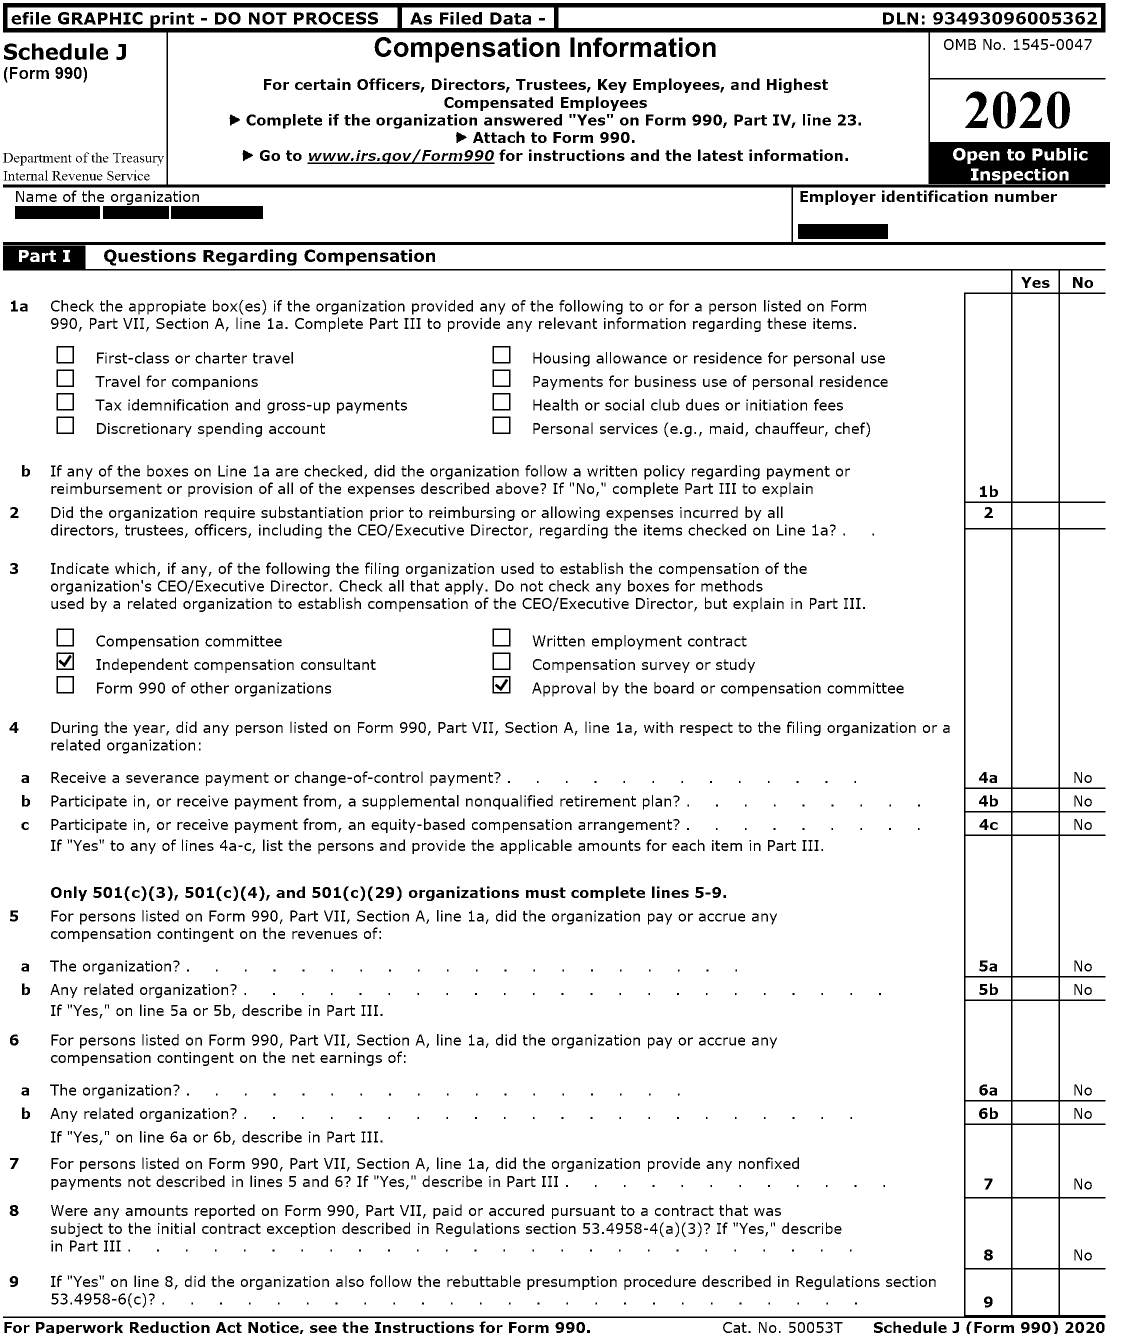 efile GRAPHIC print - DO NOT PROCESS As Filed Data - DLN: 93493096005362
Schedule J
(Form 990)
Department of the Treasury
Internal Revenue Service
Compensation Information
For certain Officers, Directors, Trustees, Key Employees, and Highest
Compensated Employees
▶ Complete if the organization answered "Yes" on Form 990, Part IV, line 23.
▶ Attach to Form 990.
▶ Go to www.irs.gov/Form990 for instructions and the latest information.
OMB No. 1545-0047
2020
Open to Public
Inspection
Name of the organization
Employer identification number
Part I Questions Regarding Compensation
Yes No
1a Check the appropiate box(es) if the organization provided any of the following to or for a person listed on Form
990, Part VII, Section A, line 1a. Complete Part III to provide any relevant information regarding these items.
First-class or charter travel Housing allowance or residence for personal use
Travel for companions Payments for business use of personal residence
Tax idemnification and gross-up payments Health or social club dues or initiation fees
Discretionary spending account Personal services (e.g., maid, chauffeur, chef)
b If any of the boxes on Line 1a are checked, did the organization follow a written policy regarding payment or
reimbursement or provision of all of the expenses described above? If "No," complete Part III to explain 1b
2 Did the organization require substantiation prior to reimbursing or allowing expenses incurred by all 2
directors, trustees, officers, including the CEO/Executive Director, regarding the items checked on Line 1a? . .
3 Indicate which, if any, of the following the filing organization used to establish the compensation of the
organization's CEO/Executive Director. Check all that apply. Do not check any boxes for methods
used by a related organization to establish compensation of the CEO/Executive Director, but explain in Part III.
Compensation committee Written employment contract
Independent compensation consultant Compensation survey or study
Form 990 of other organizations Approval by the board or compensation committee
4 During the year, did any person listed on Form 990, Part VII, Section A, line 1a, with respect to the filing organization or a
related organization:
a Receive a severance payment or change-of-control payment? . . . . . . . . . . . . . 4a No
b Participate in, or receive payment from, a supplemental nonqualified retirement plan? . . . . . . . . . 4b No
c Participate in, or receive payment from, an equity-based compensation arrangement? . . . . . . . . . 4c No
If "Yes" to any of lines 4a-c, list the persons and provide the applicable amounts for each item in Part III.
Only 501(c)(3), 501(c)(4), and 501(c)(29) organizations must complete lines 5-9.
5 For persons listed on Form 990, Part VII, Section A, line 1a, did the organization pay or accrue any
compensation contingent on the revenues of:
a The organization? . . . . . . . . . . . . . . . . . . . . 5a No
b Any related organization? . . . . . . . . . . . . . . . . . . . . . . . 5b No
If "Yes," on line 5a or 5b, describe in Part III.
6 For persons listed on Form 990, Part VII, Section A, line 1a, did the organization pay or accrue any
compensation contingent on the net earnings of:
a The organization? . . . . . . . . . . . . . . . . . . 6a No
b Any related organization? . . . . . . . . . . . . . . . . . . . . . . 6b No
If "Yes," on line 6a or 6b, describe in Part III.
7 For persons listed on Form 990, Part VII, Section A, line 1a, did the organization provide any nonfixed
payments not described in lines 5 and 6? If "Yes," describe in Part III . . . . . . . . . . . . 7 No
8 Were any amounts reported on Form 990, Part VII, paid or accured pursuant to a contract that was
subject to the initial contract exception described in Regulations section 53.4958-4(a)(3)? If "Yes," describe
in Part III . . . . . . . . . . . . . . . . . . . . . . . . . . 8 No
9 If "Yes" on line 8, did the organization also follow the rebuttable presumption procedure described in Regulations section
53.4958-6(c)? . . . . . . . . . . . . . . . . . . . . . . . . . 9
For Paperwork Reduction Act Notice, see the Instructions for Form 990. Cat. No. 50053T Schedule J (Form 990) 2020